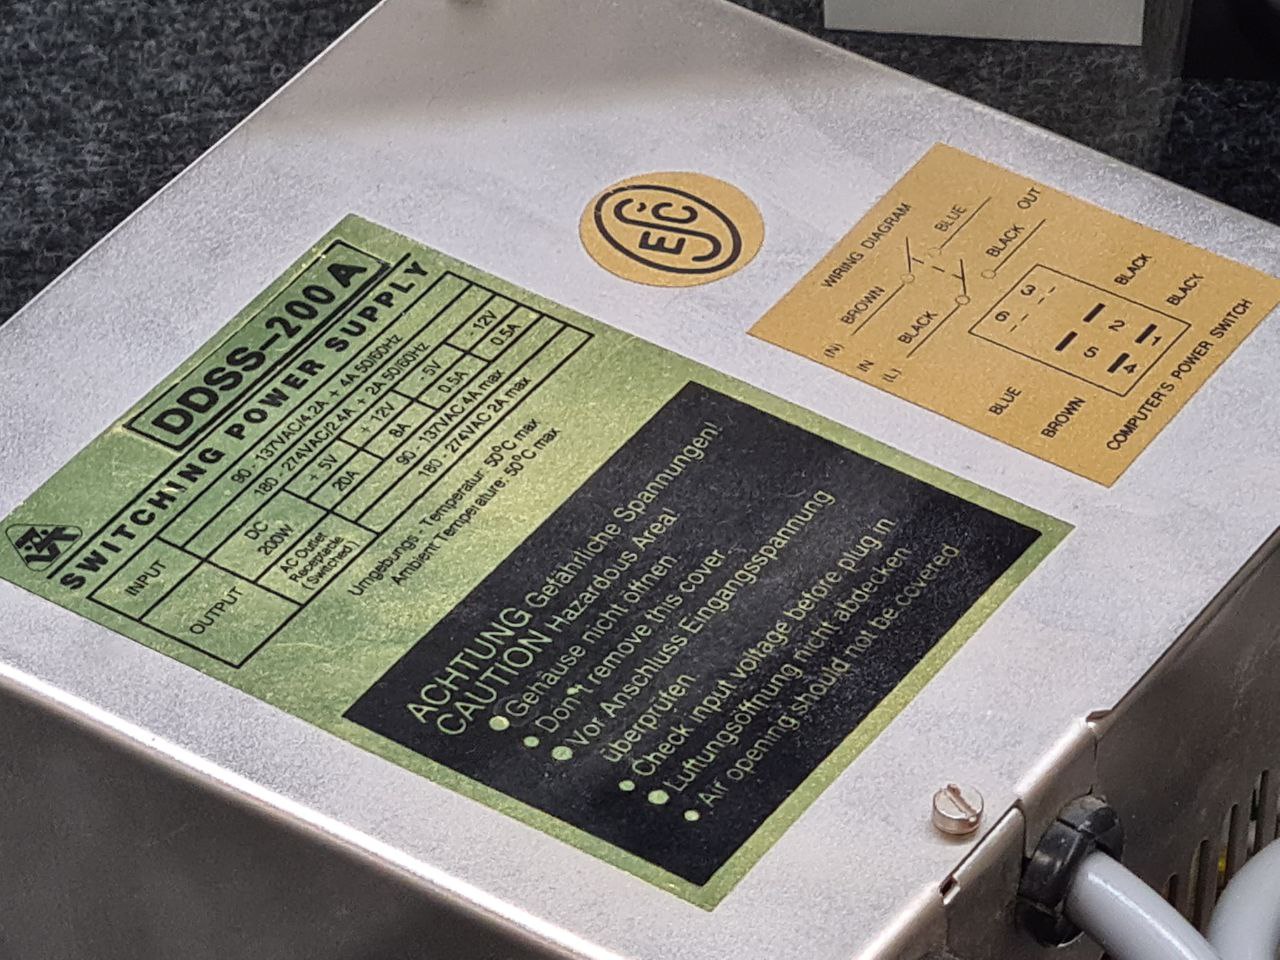 DDSS-200A
SWITCHING POWER SUPPLY
INPUT
90 - 137VAC/4.2A + 4A 50/60Hz
180 - 274VAC/2.4A + 2A 50/60Hz
OUTPUT
DC
200W
+ 5V
+ 12V
- 5V
- 12V
20A
8A
0.5A
0.5A
AC Outlet
Receptable
(Switched)
90 - 137VAC 4A max
180 - 274VAC 2A max
Umgebungs - Temperatur: 50°C max
Ambient Temperature: 50°C max
ACHTUNG Gefährliche Spannungen!
CAUTION Hazardous Area!
● Gehäuse nicht öffnen
● Don't remove this cover
● Vor Anschluss Eingangsspannung
überprüfen
● Check input voltage before plug in
● Luftungsöffnung nicht abdecken
● Air opening should not be covered
ESC
WIRING DIAGRAM
BROWN
BLUE
(N)
IN
OUT
(L)
BLACK
BLACK
3
6
2
5
1
4
BLACK
BLACK
BLUE
BROWN
COMPUTER'S POWER SWITCH